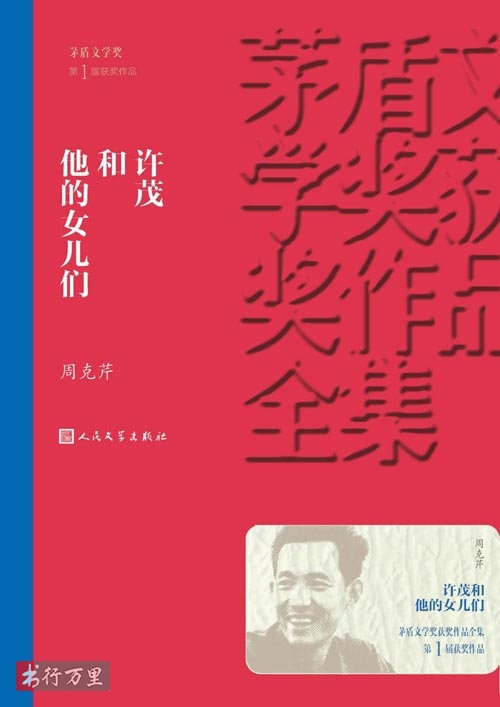 茅盾文学奖
第1届获奖作品
许茂
和
他的女儿们
周克芹
人民文学出版社
茅盾文
学奖获
奖作品
全集
周克芹
许茂和
他的女儿们
茅盾文学奖获奖作品全集
第1届获奖作品
书行万里